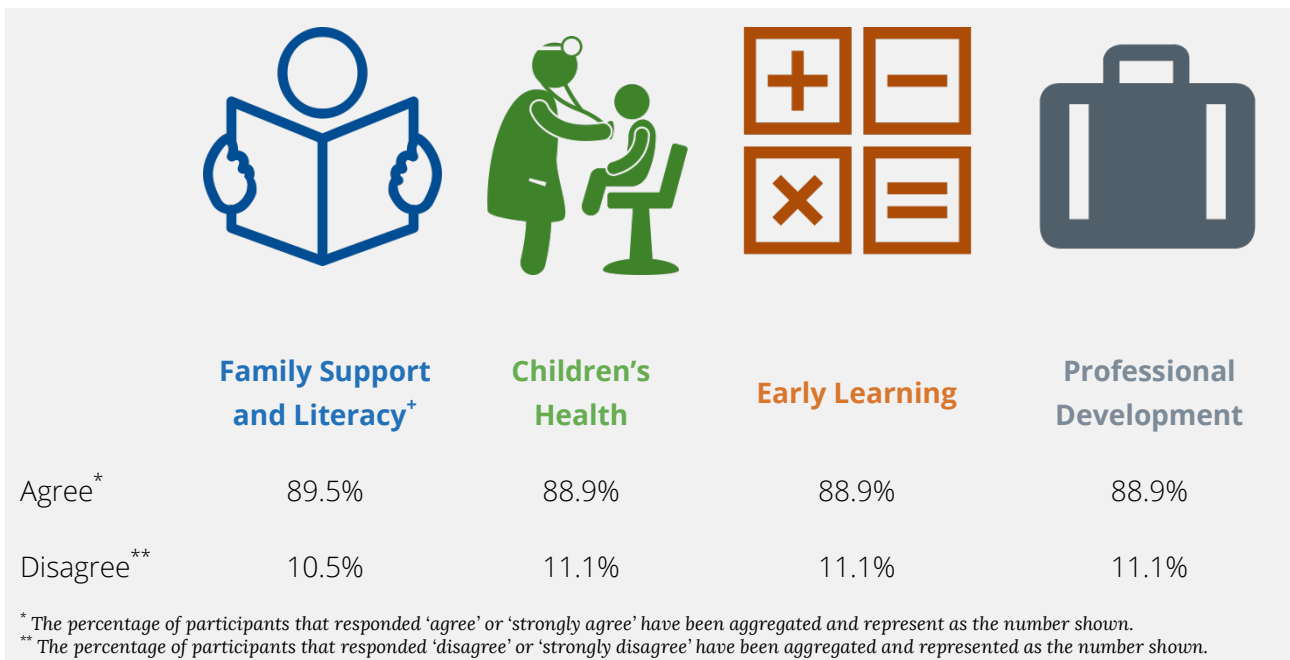 Family Support
and Literacy+
Children's
Health
Early Learning
Professional
Development
Agree* 89.5% 88.9% 88.9% 88.9%
Disagree** 10.5% 11.1% 11.1% 11.1%
* The percentage of participants that responded ‘agree’ or ‘strongly agree’ have been aggregated and represent as the number shown.
** The percentage of participants that responded ‘disagree’ or ‘strongly disagree’ have been aggregated and represented as the number shown.